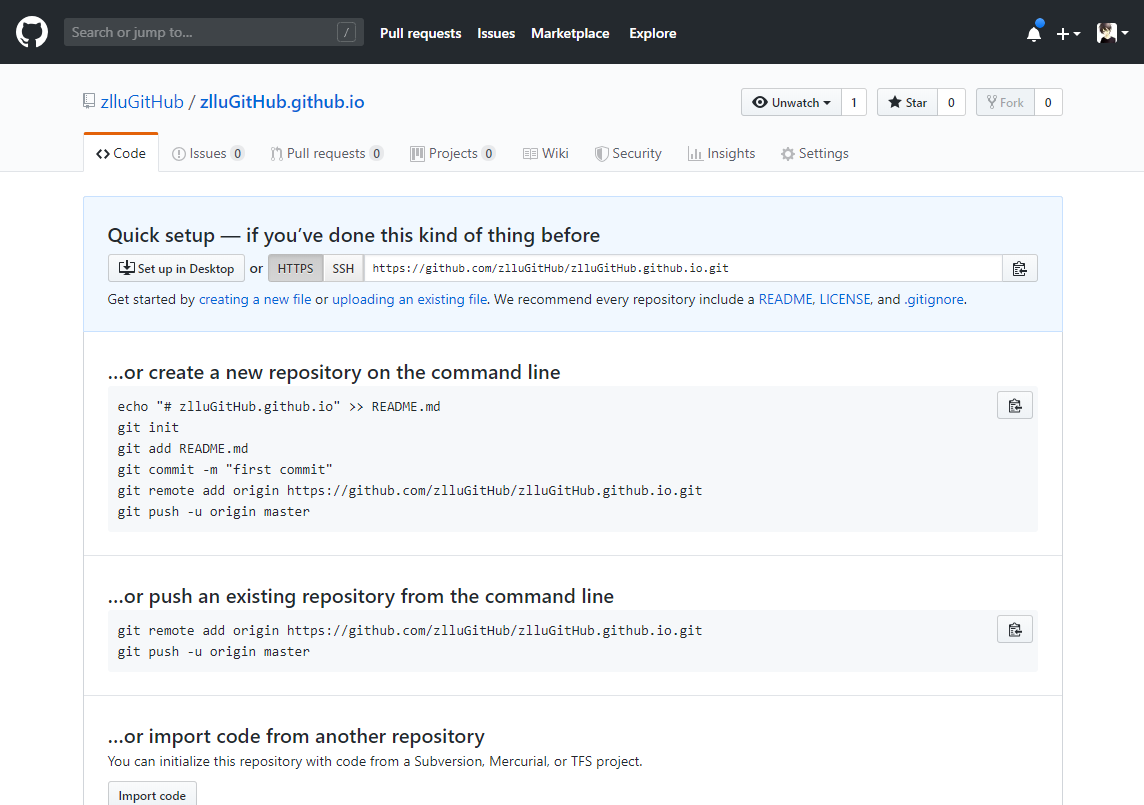 Search or jump to... / Pull requests Issues Marketplace Explore
zlluGitHub / zlluGitHub.github.io Unwatch 1 Star 0 Fork 0
Code Issues 0 Pull requests 0 Projects 0 Wiki Security Insights Settings
Quick setup — if you’ve done this kind of thing before
Set up in Desktop or HTTPS SSH https://github.com/zlluGitHub/zlluGitHub.github.io.git
Get started by creating a new file or uploading an existing file. We recommend every repository include a README, LICENSE, and .gitignore.
…or create a new repository on the command line
echo "# zlluGitHub.github.io" >> README.md
git init
git add README.md
git commit -m "first commit"
git remote add origin https://github.com/zlluGitHub/zlluGitHub.github.io.git
git push -u origin master
…or push an existing repository from the command line
git remote add origin https://github.com/zlluGitHub/zlluGitHub.github.io.git
git push -u origin master
…or import code from another repository
You can initialize this repository with code from a Subversion, Mercurial, or TFS project.
Import code